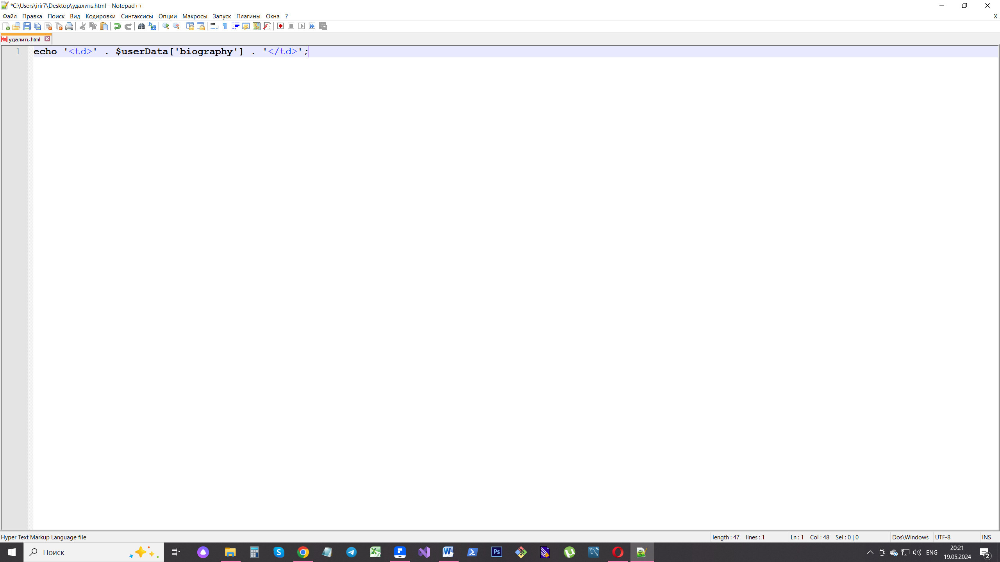 *C:\Users\irir7\Desktop\удалить.html - Notepad++
Файл Правка Поиск Вид Кодировки Синтаксисы Опции Макросы Запуск Плагины Окна ? X
удалить.html
1 echo '<td>' . $userData['biography'] . '</td>';
Hyper Text Markup Language file length : 47 lines : 1 Ln : 1 Col : 48 Sel : 0 | 0 Dos\Windows UTF-8 INS
Поиск
ENG
20:21
19.05.2024
2